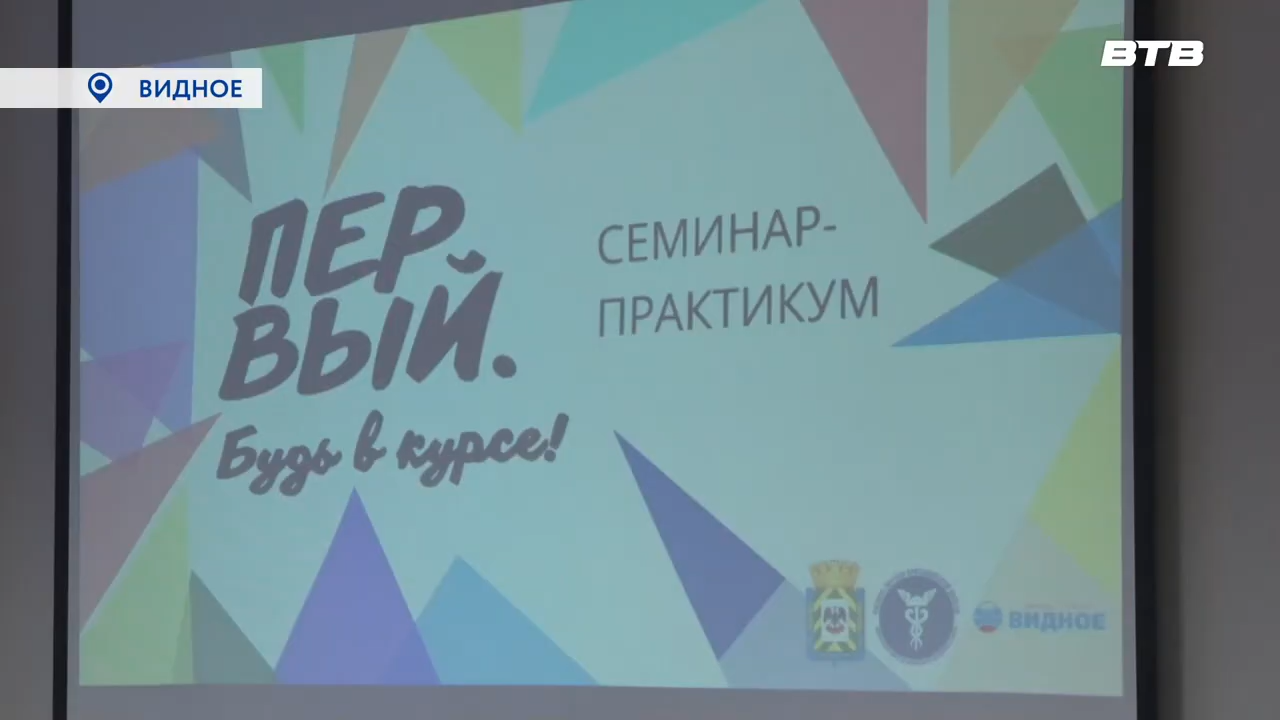 ВИДНОЕ
ВТВ
ПЕР
ВЫЙ.
Будь в курсе!
СЕМИНАР-
ПРАКТИКУМ
ВИДНОЕ